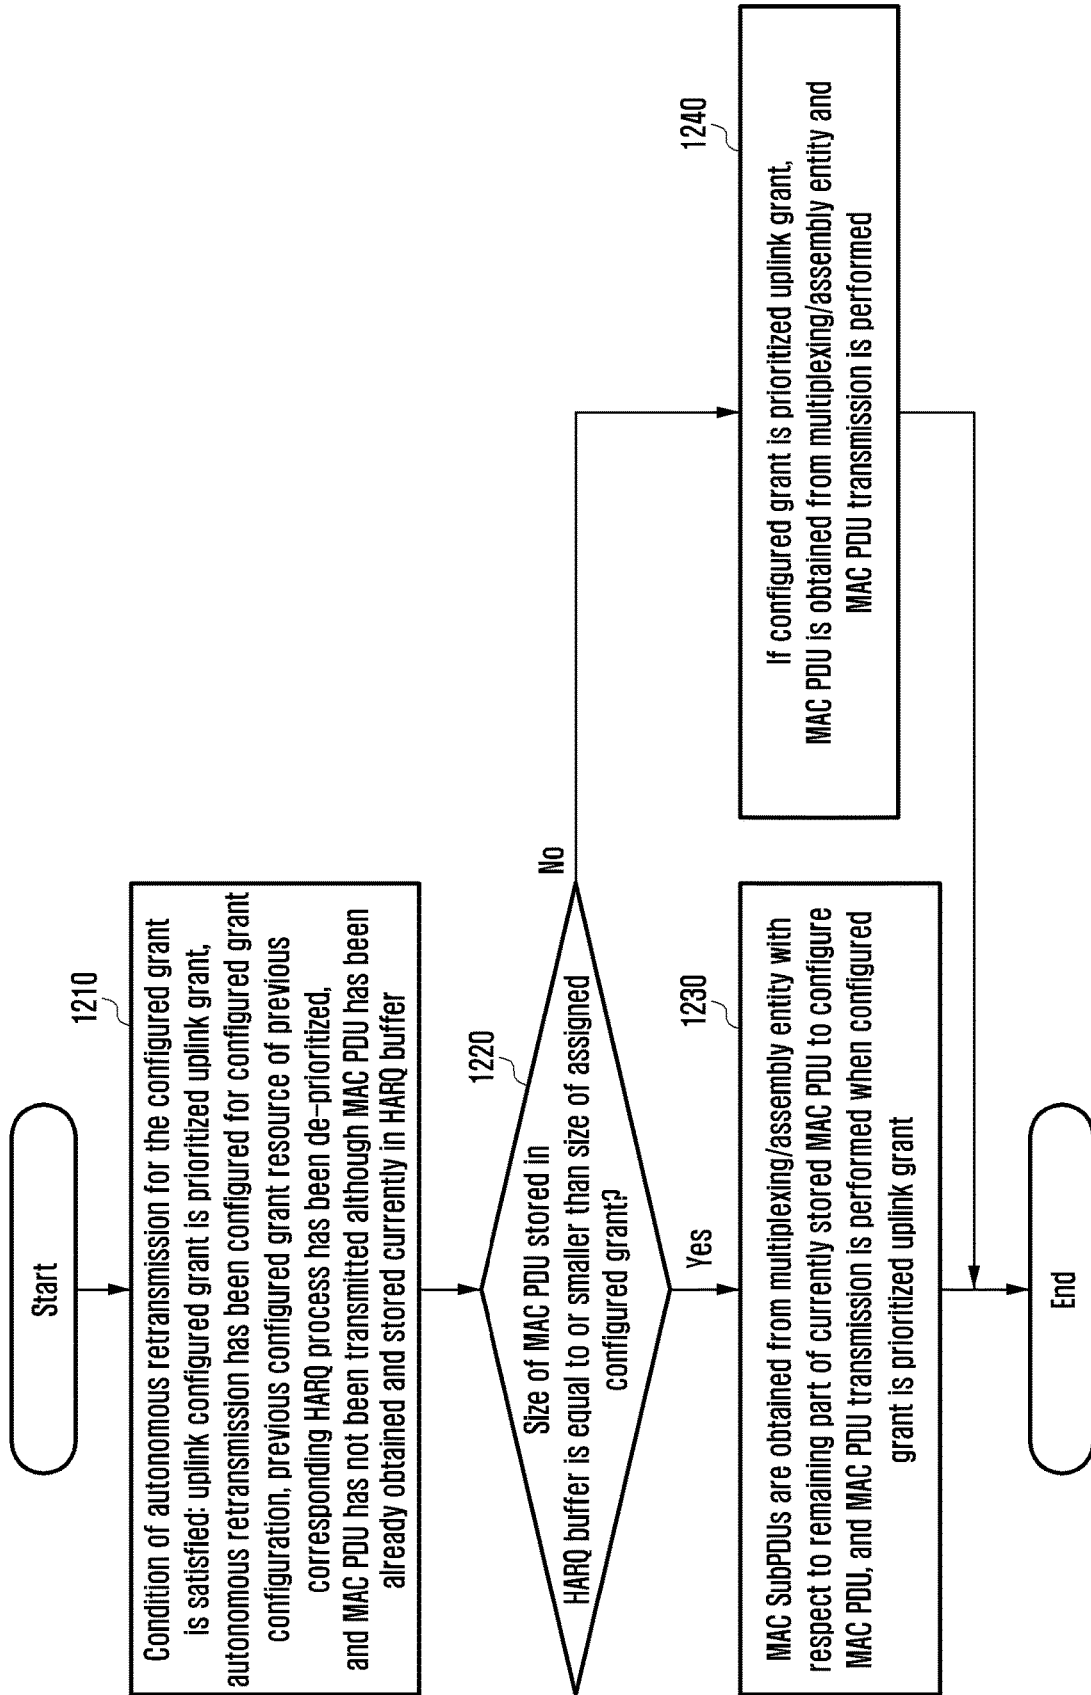 Start
1210
Condition of autonomous retransmission for the configured grant
is satisfied: uplink configured grant is prioritized uplink grant,
autonomous retransmission has been configured for configured grant
configuration, previous configured grant resource of previous
corresponding HARQ process has been de-prioritized,
and MAC PDU has not been transmitted although MAC PDU has been
already obtained and stored currently in HARQ buffer
1220
Size of MAC PDU stored in
HARQ buffer is equal to or smaller than size of assigned
configured grant?
No
Yes
1230
MAC SubPDUs are obtained from multiplexing/assembly entity with
respect to remaining part of currently stored MAC PDU to configure
MAC PDU, and MAC PDU transmission is performed when configured
grant is prioritized uplink grant
1240
If configured grant is prioritized uplink grant,
MAC PDU is obtained from multiplexing/assembly entity and
MAC PDU transmission is performed
End